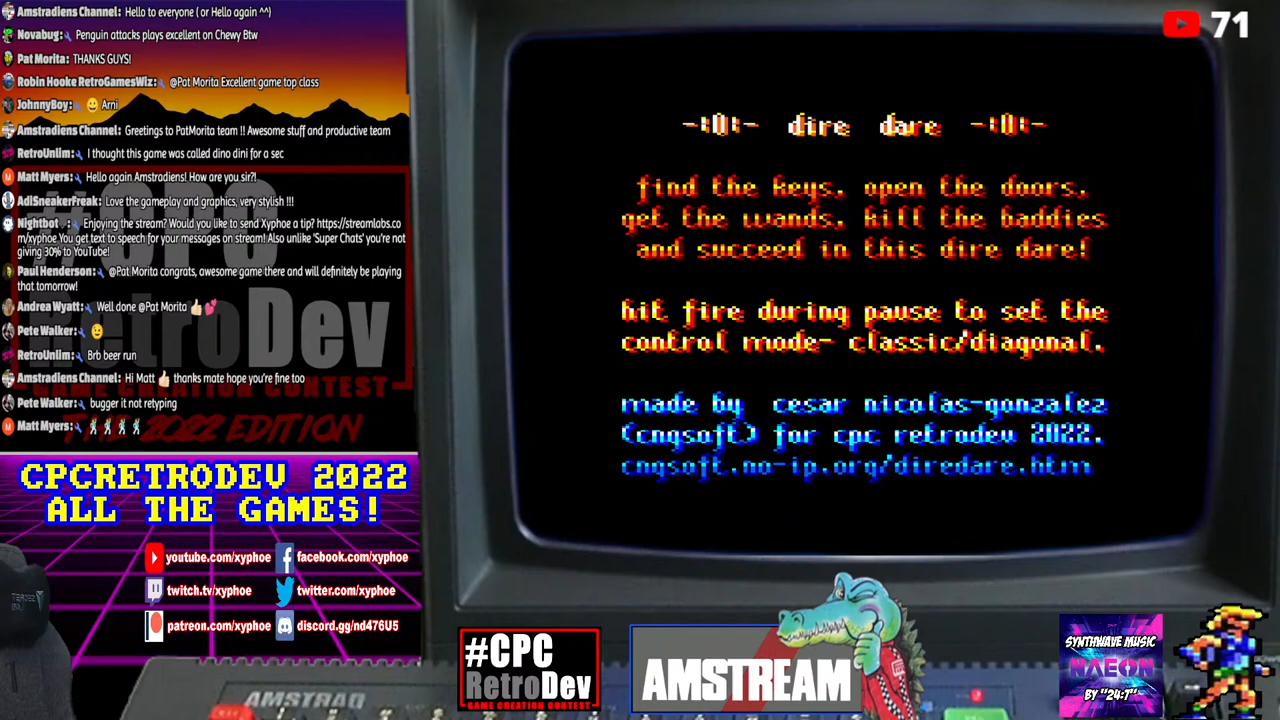 Amstradiens Channel: Hello to everyone ( or Hello again ^^)
Novabug: Penguin attacks plays excellent on Chewy Btw
Pat Morita: THANKS GUYS!
Robin Hooke RetroGamesWiz: @Pat Morita Excellent game top class
JohnnyBoy: 😀 Arni
Amstradiens Channel: Greetings to PatMorita team !! Awesome stuff and productive team
RetroUnlim: I thought this game was called dino dini for a sec
Matt Myers: Hello again Amstradiens! How are you sir?!
AdlSneakerFreak: Love the gameplay and graphics, very stylish !!!
Nightbot: Enjoying the stream? Would you like to send Xyphoe a tip? https://streamlabs.co
m/xyphoe You get text to speech for your messages on stream! Also unlike 'Super Chats' you're not
giving 30% to YouTube!
Paul Henderson: @Pat Morita congrats, awesome game there and will definitely be playing
that tomorrow!
Andrea Wyatt: Well done @Pat Morita 👍🏻💕
Pete Walker: 😉
RetroUnlim: Brb beer run
Amstradiens Channel: Hi Matt 👍🏻 thanks mate hope you're fine too
Pete Walker: bugger it not retyping
Matt Myers:
#CPC
RetroDev
GAME CREATION CONTEST
THE 2022 EDITION
CPCRETRODEV 2022
ALL THE GAMES!
youtube.com/xyphoe
facebook.com/xyphoe
twitch.tv/xyphoe
twitter.com/xyphoe
patreon.com/xyphoe
discord.gg/nd476U5
71
-:0:- dire dare -:0:-
find the keys, open the doors,
get the wands, kill the baddies
and succeed in this dire dare!
hit fire during pause to set the
control mode- classic/diagonal.
made by cesar nicolas-gonzalez
(cngsoft) for cpc retrodev 2022.
cngsoft.no-ip.org/diredare.htm
AMSTRAD
#CPC
RetroDev
GAME CREATION CONTEST
AMSTREAM
SYNTHWAVE MUSIC
NAEON
BY "24:7"